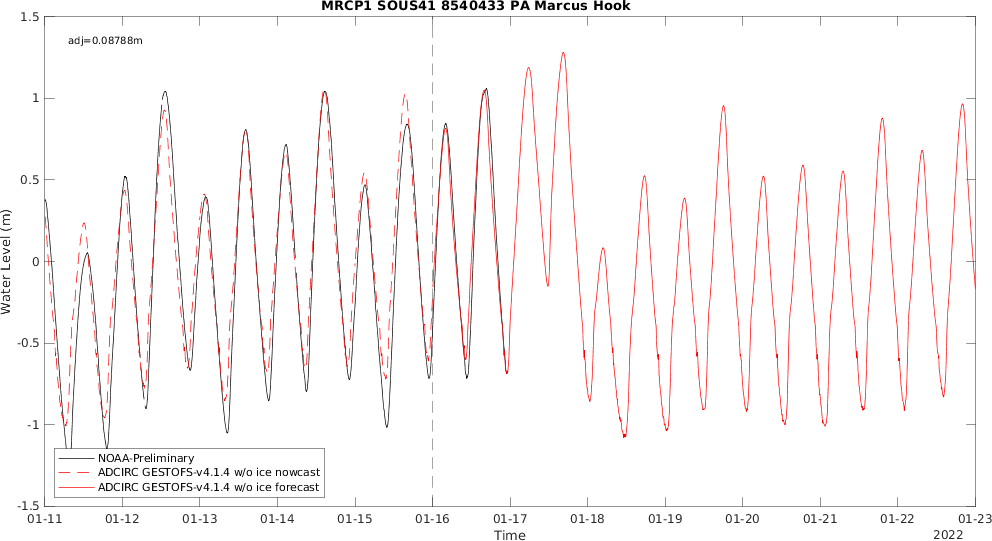 MRCP1 SOUS41 8540433 PA Marcus Hook
adj=0.08788m
1.5
1
0.5
0
-0.5
-1
-1.5
Water Level (m)
NOAA-Preliminary
ADCIRC GESTOFS-v4.1.4 w/o ice nowcast
ADCIRC GESTOFS-v4.1.4 w/o ice forecast
01-11 01-12 01-13 01-14 01-15 01-16 01-17 01-18 01-19 01-20 01-21 01-22 01-23
Time
2022